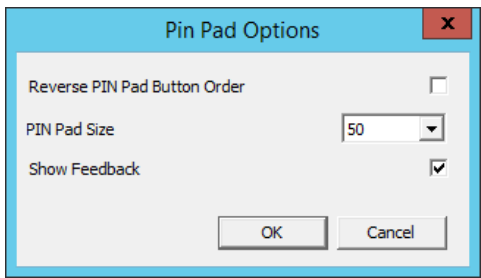 Pin Pad Options
x
Reverse PIN Pad Button Order
PIN Pad Size 50
Show Feedback
OK Cancel